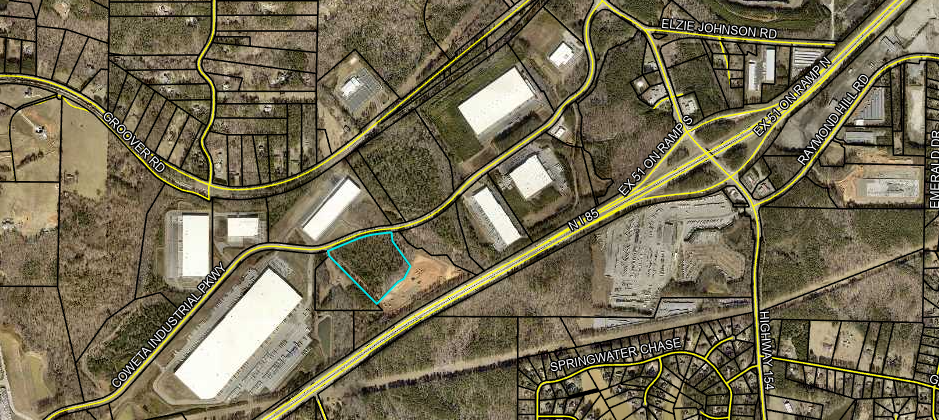 ELZIE JOHNSON RD
EX 51 ON RAMP N
RAYMOND HILL RD
GROOVER RD
EX 51 ON RAMP S
EMERALD DR
N I 85
COWETA INDUSTRIAL PKWY
HIGHWAY 154
SPRINGWATER CHASE